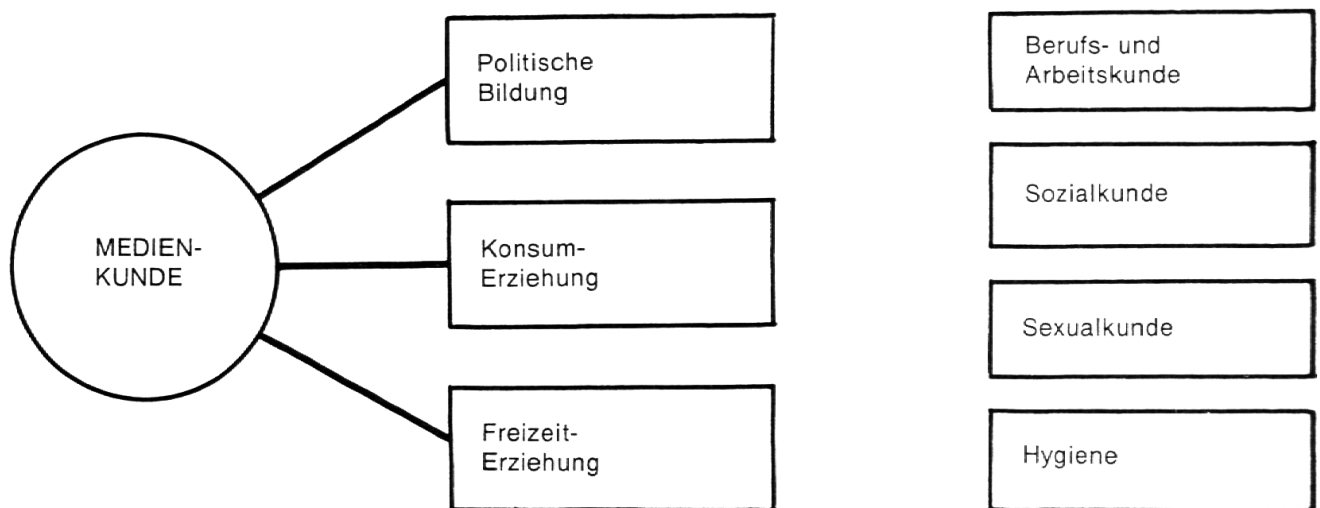 MEDIEN-
KUNDE
Politische
Bildung
Konsum-
Erziehung
Freizeit-
Erziehung
Berufs- und
Arbeitskunde
Sozialkunde
Sexualkunde
Hygiene